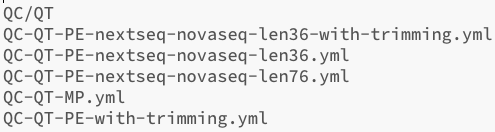 QC/QT
QC-QT-PE-nextseq-novaseq-len36-with-trimming.yml
QC-QT-PE-nextseq-novaseq-len36.yml
QC-QT-PE-nextseq-novaseq-len76.yml
QC-QT-MP.yml
QC-QT-PE-with-trimming.yml